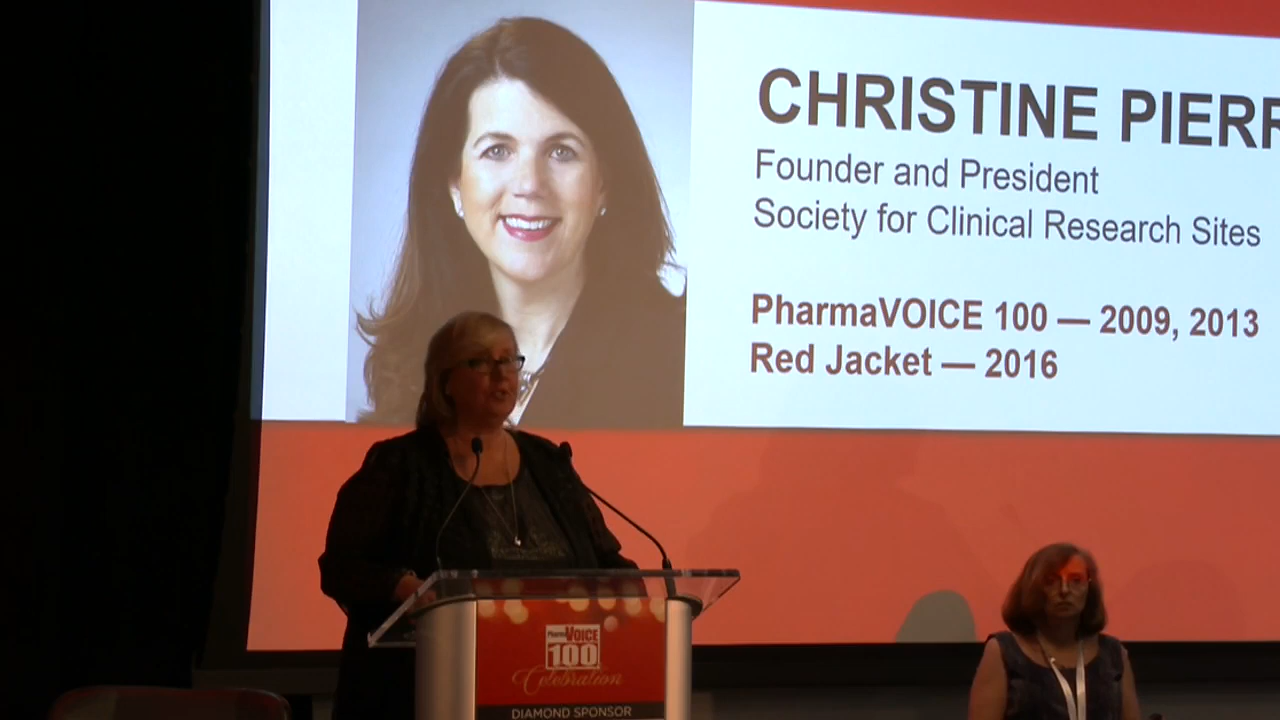 CHRISTINE PIERR
Founder and President
Society for Clinical Research Sites
PharmaVOICE 100 — 2009, 2013
Red Jacket — 2016
PharmaVOICE
100
Celebration
DIAMOND SPONSOR